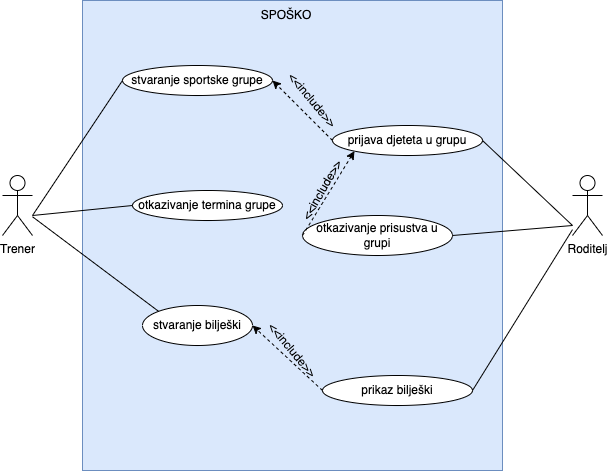 SPOŠKO
stvaranje sportske grupe
<<include>>
prijava djeteta u grupu
<<include>>
otkazivanje termina grupe
otkazivanje prisustva u
grupi
Trener
Roditelj
stvaranje bilješki
<<include>>
prikaz bilješki